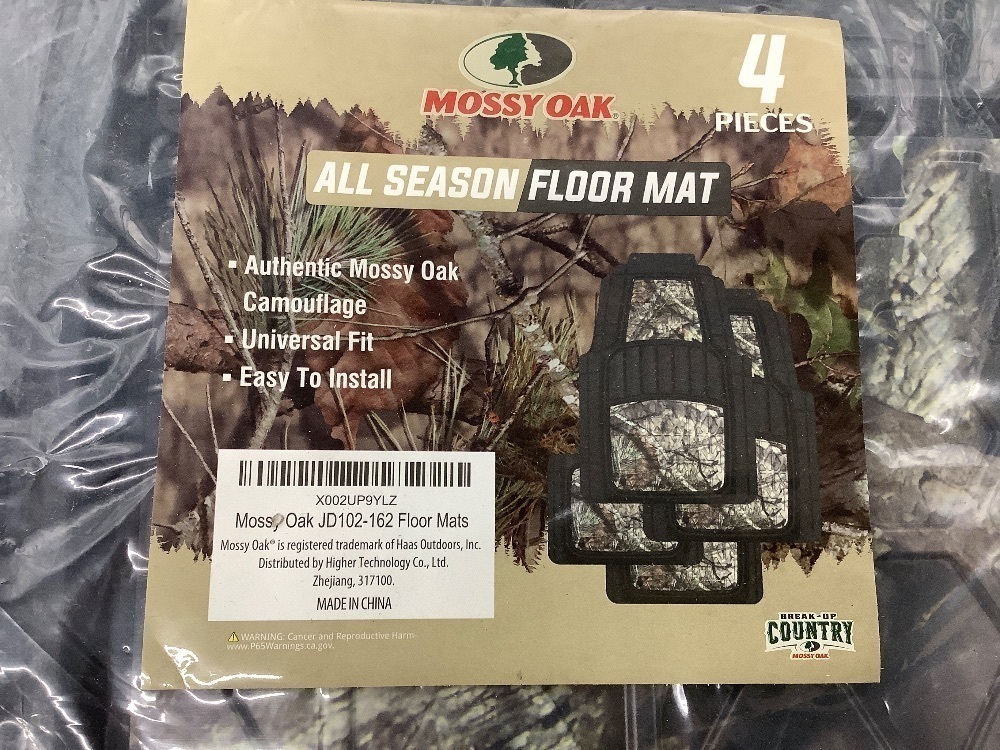 MOSSY OAK®
4
PIECES
ALL SEASON FLOOR MAT
▪ Authentic Mossy Oak
Camouflage
▪ Universal Fit
▪ Easy To Install
X002UP9YLZ
Mossy Oak JD102-162 Floor Mats
Mossy Oak® is registered trademark of Haas Outdoors, Inc.
Distributed by Higher Technology Co., Ltd.
Zhejiang, 317100.
MADE IN CHINA
⚠ WARNING: Cancer and Reproductive Harm-
www.P65Warnings.ca.gov.
BREAK-UP
COUNTRY
MOSSY OAK